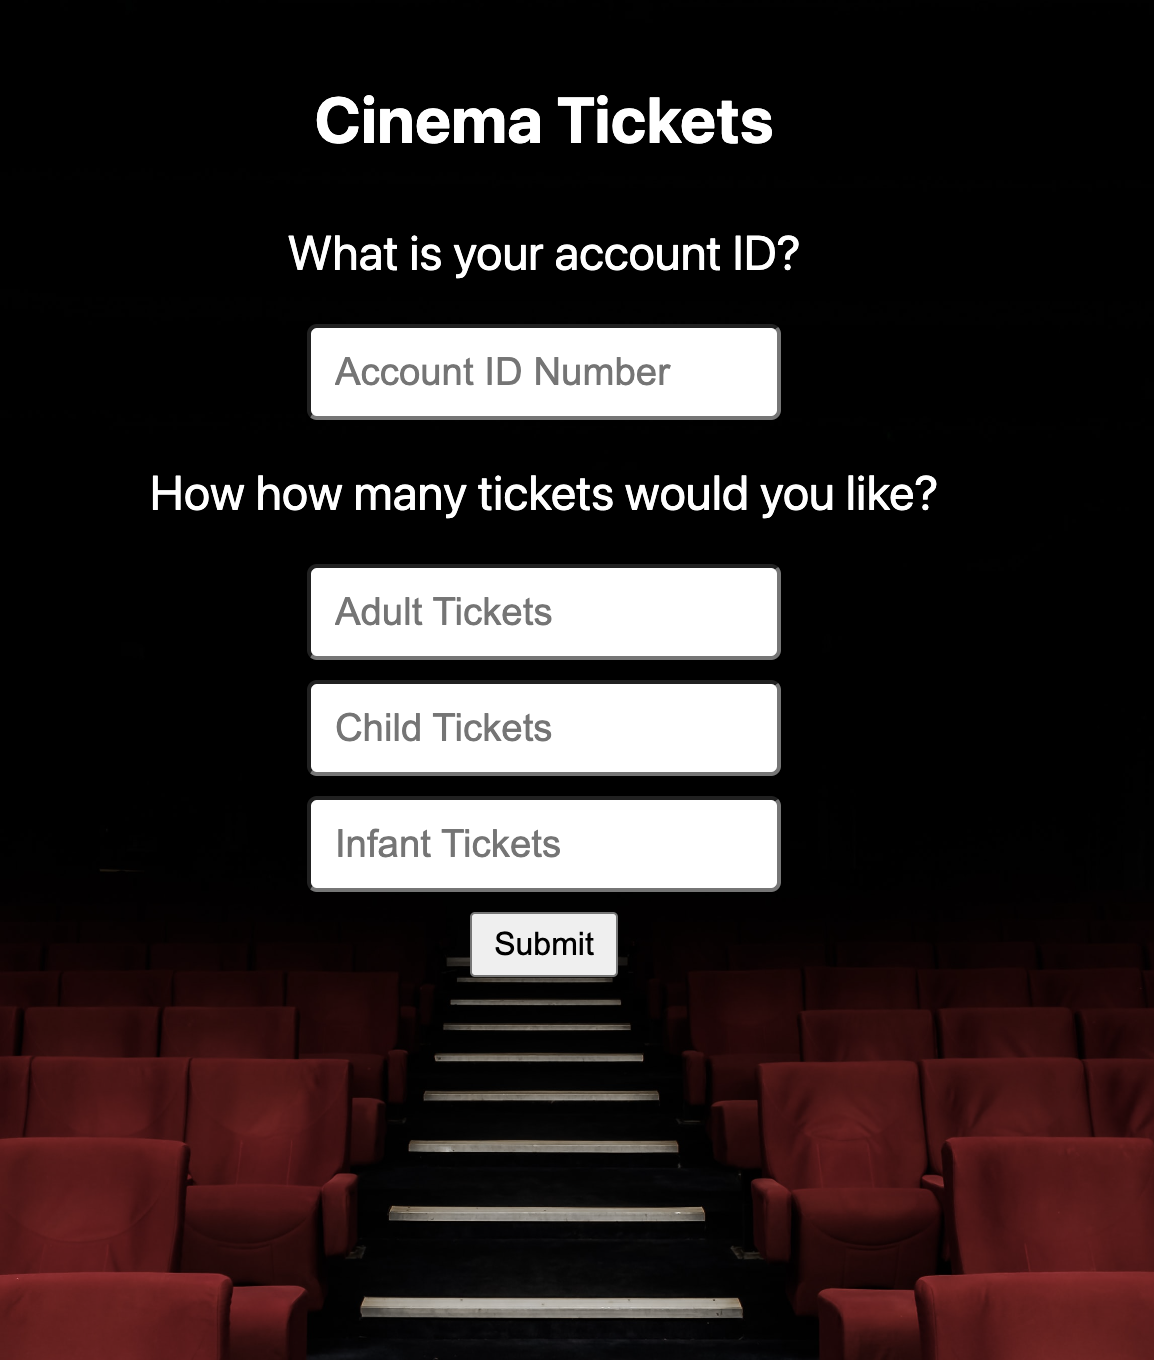 Cinema Tickets
What is your account ID?
Account ID Number
How how many tickets would you like?
Adult Tickets
Child Tickets
Infant Tickets
Submit